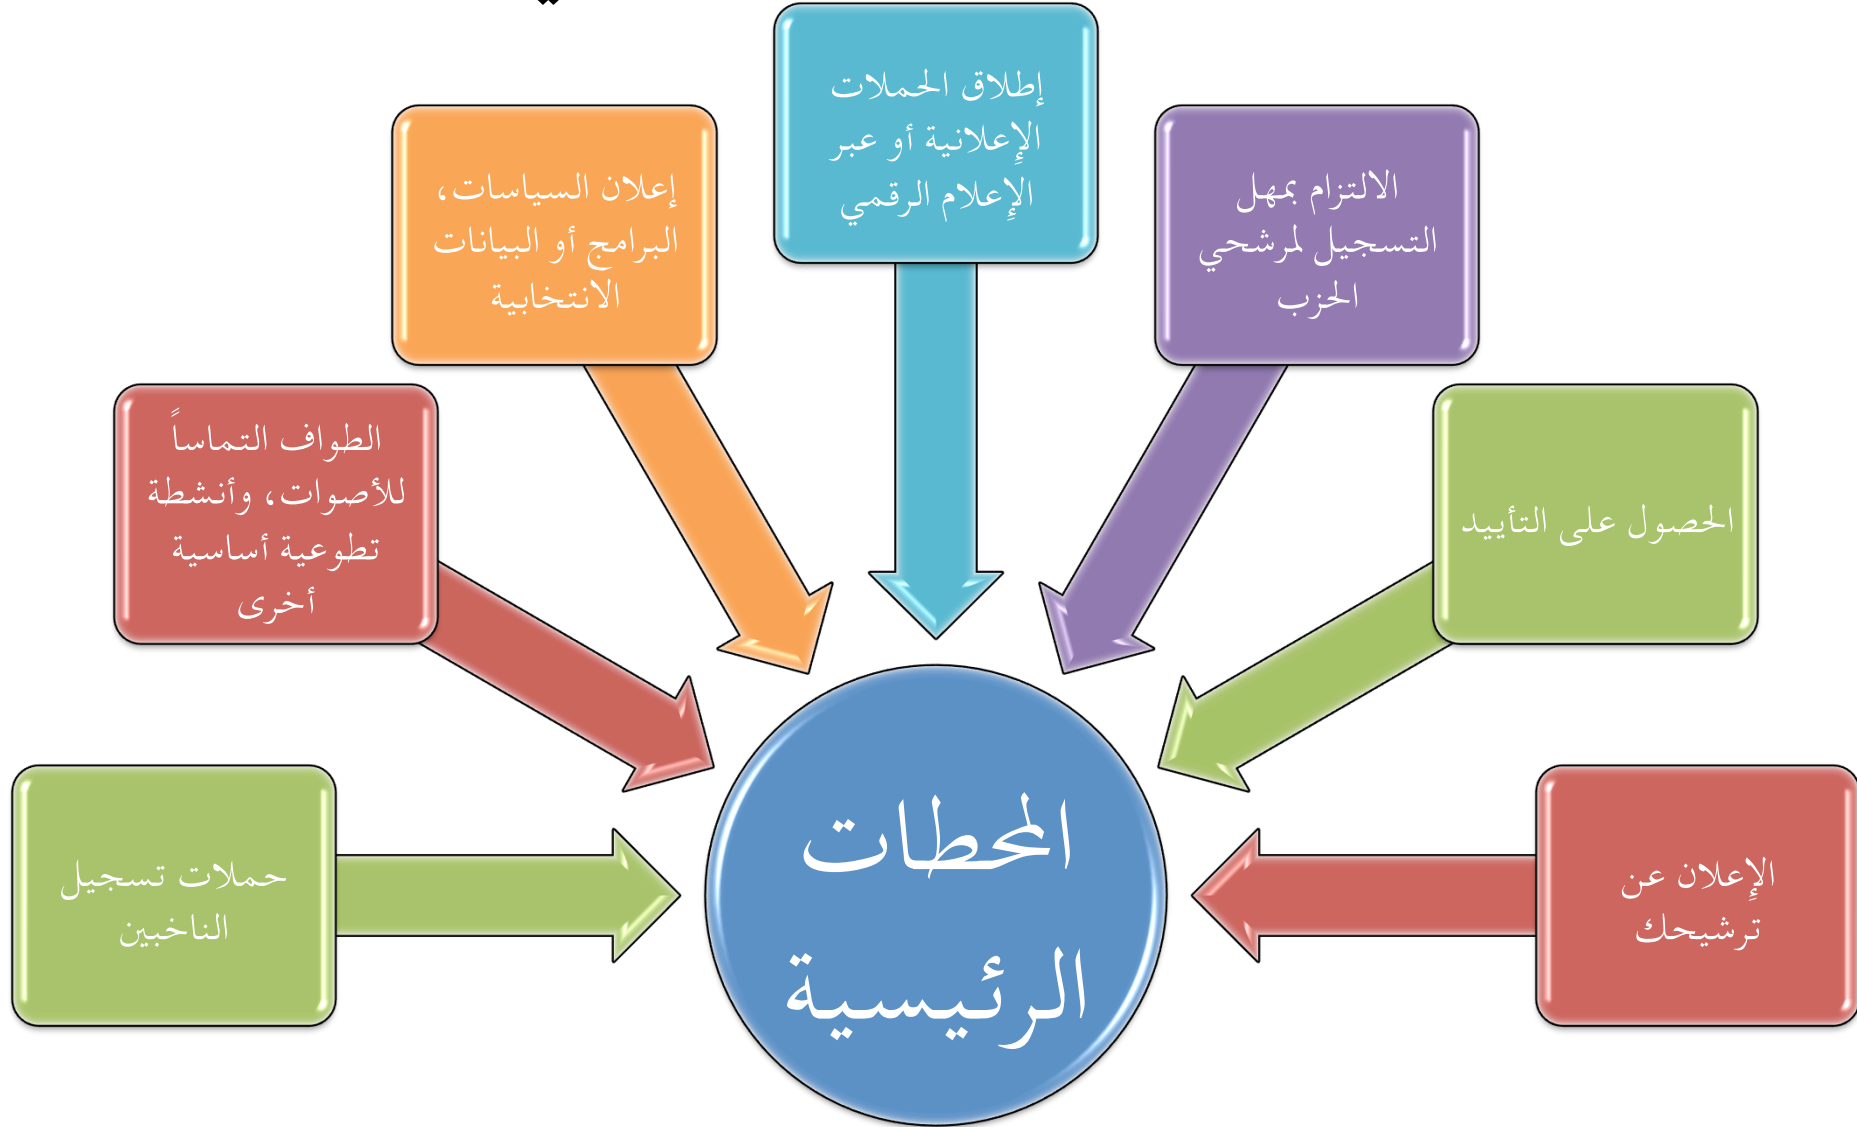 إطلاق الحملات
الإعلانية أو عبر
الإعلام الرقمي
الالتزام بمهل
التسجيل لمرشحي
الحزب
إعلان السياسات،
البرامج أو البيانات
الانتخابية
الحصول على التأييد
الطواف التماساً
للأصوات، وأنشطة
تطوعية أساسية
أخرى
الإعلان عن
ترشيحك
حملات تسجيل
الناخبين
المحطات
الرئيسية